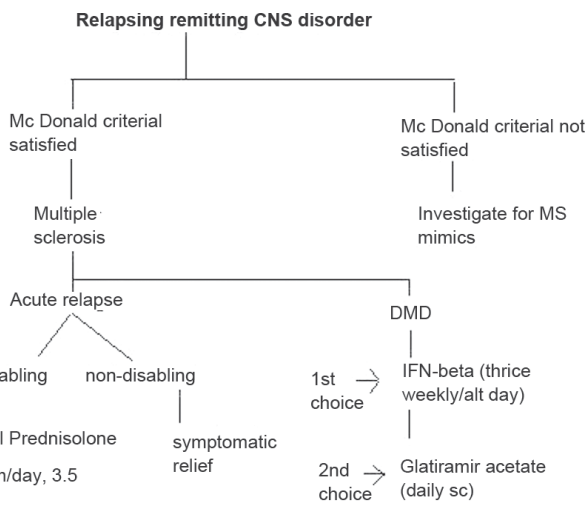 Relapsing remitting CNS disorder
Mc Donald criterial
satisfied
Mc Donald criterial not
satisfied
Multiple
sclerosis
Investigate for MS
mimics
Acute relapse
DMD
abling
non-disabling
1st
choice
IFN-beta (thrice
weekly/alt day)
l Prednisolone
/day, 3.5
symptomatic
relief
2nd
choice
Glatiramir acetate
(daily sc)